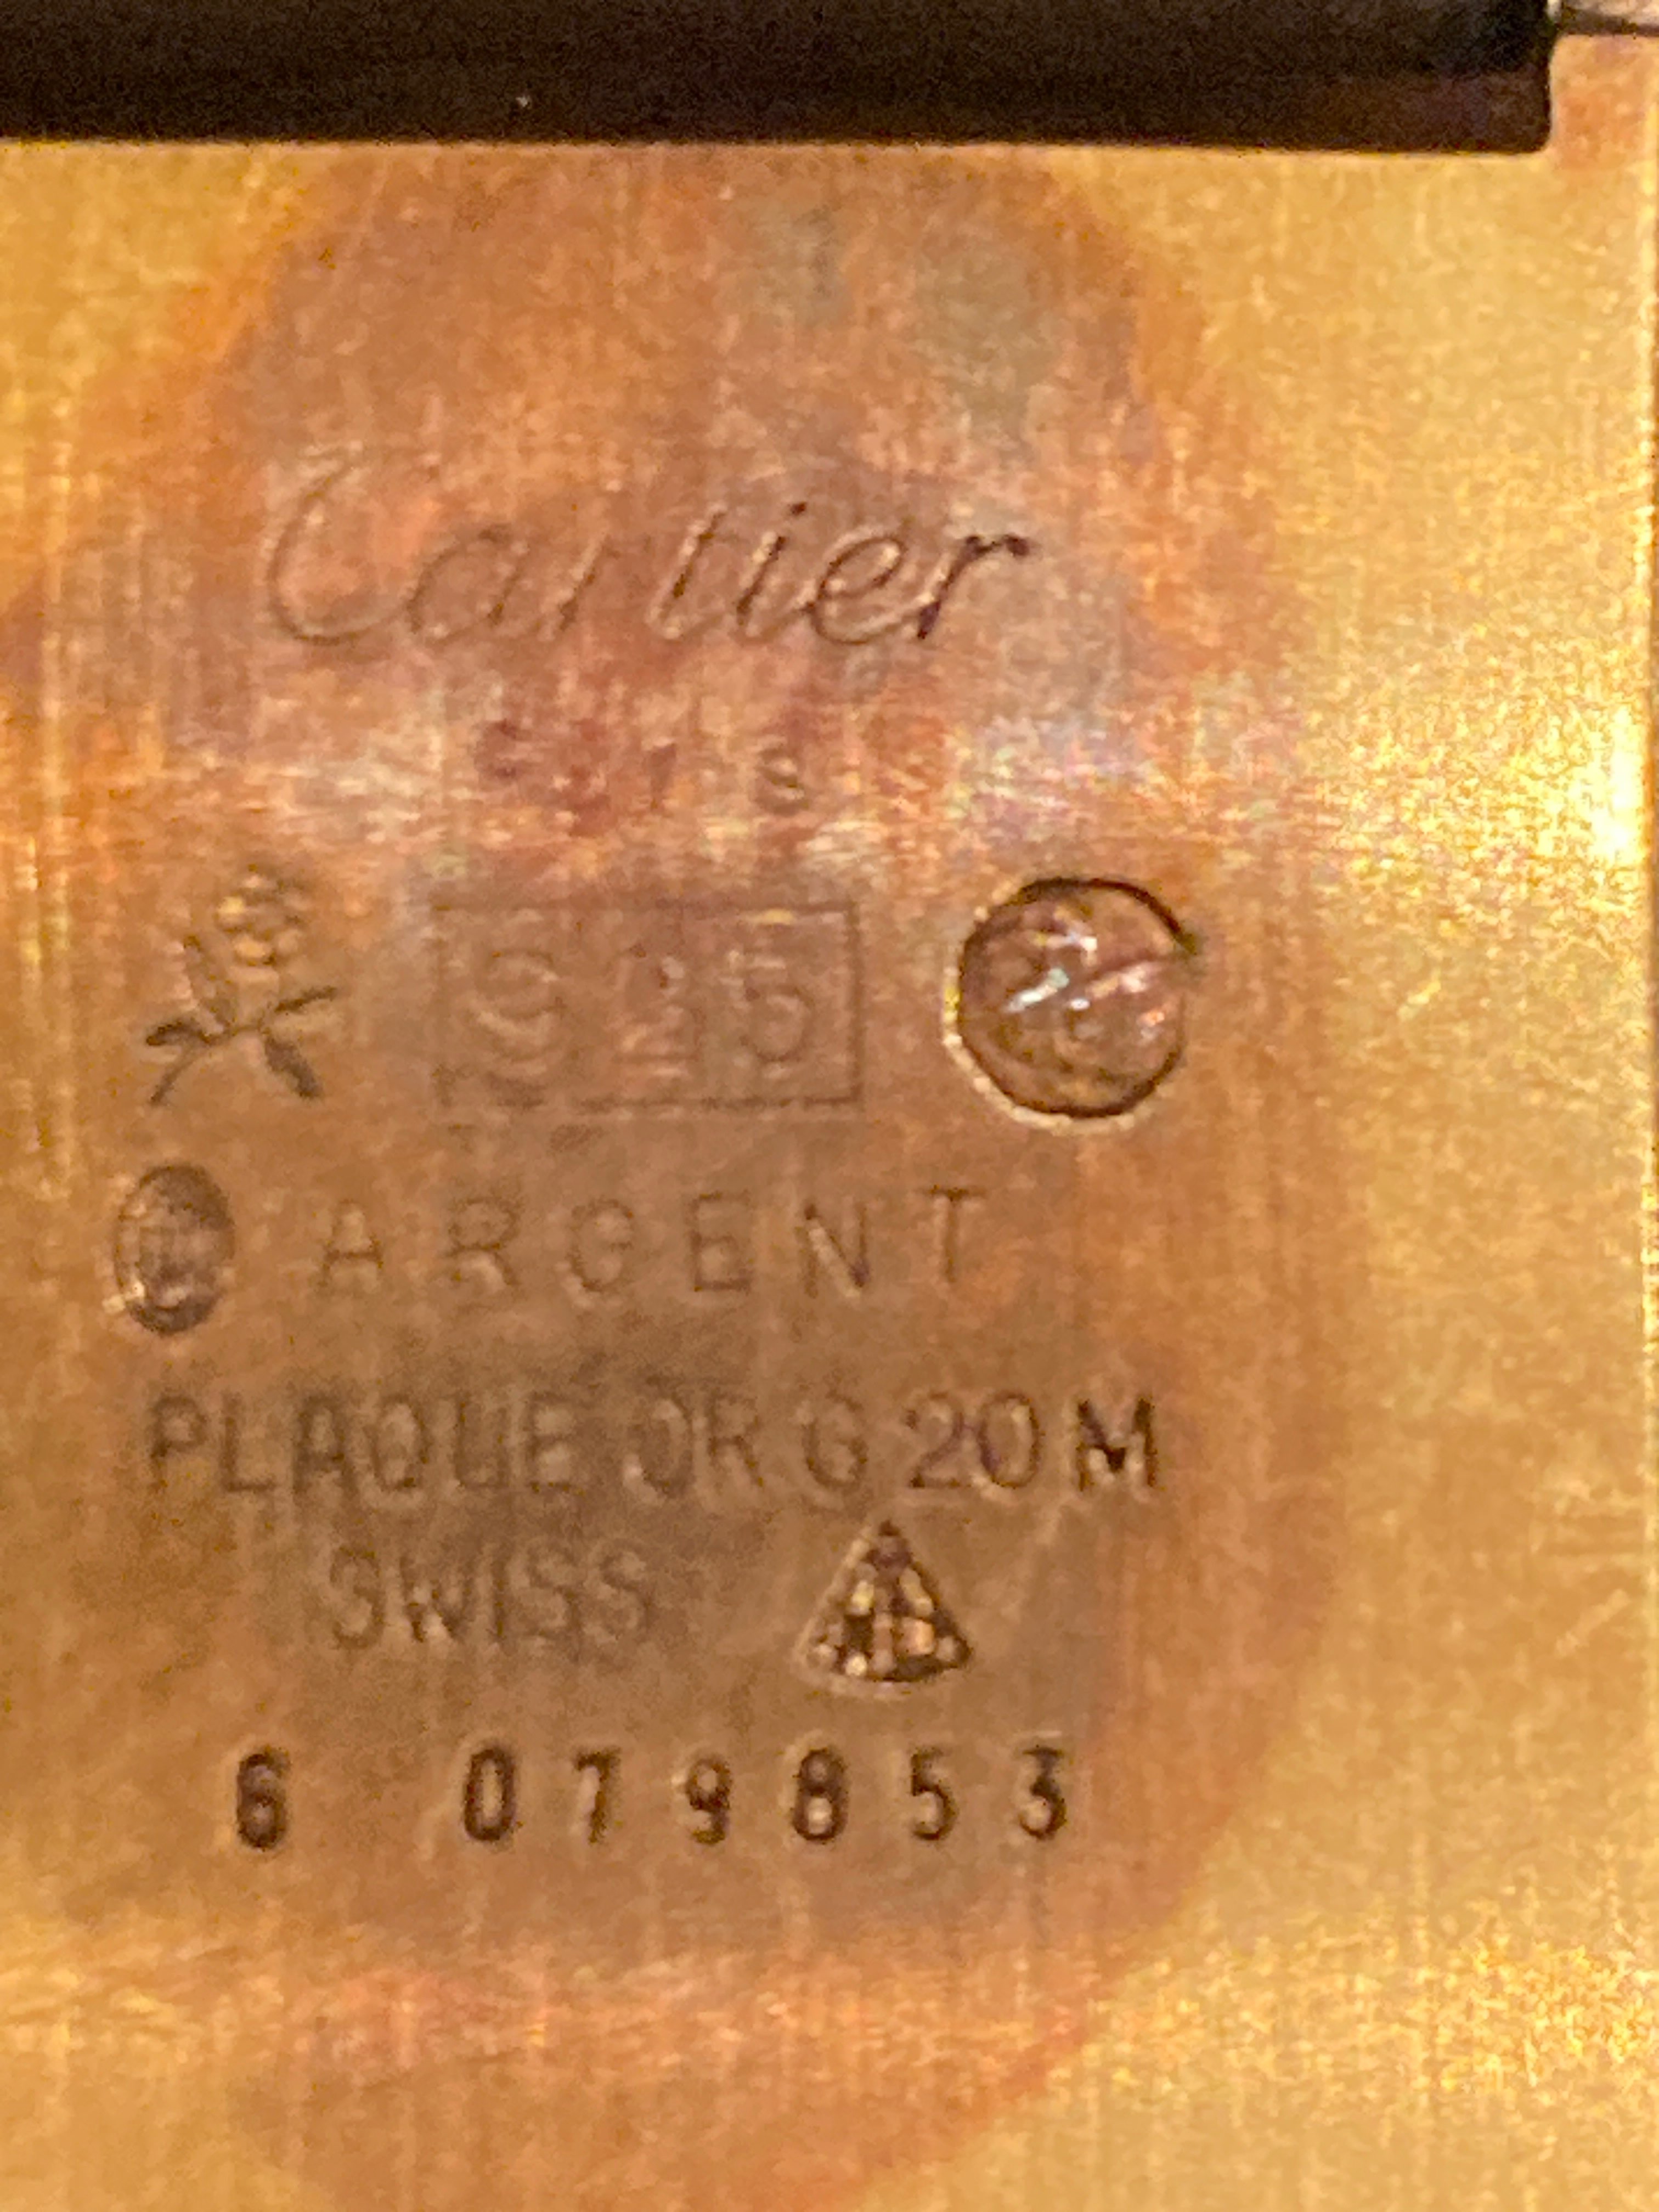 Cartier
PARIS
925
ARGENT
PLAQUE OR G 20 M
SWISS
6 079853